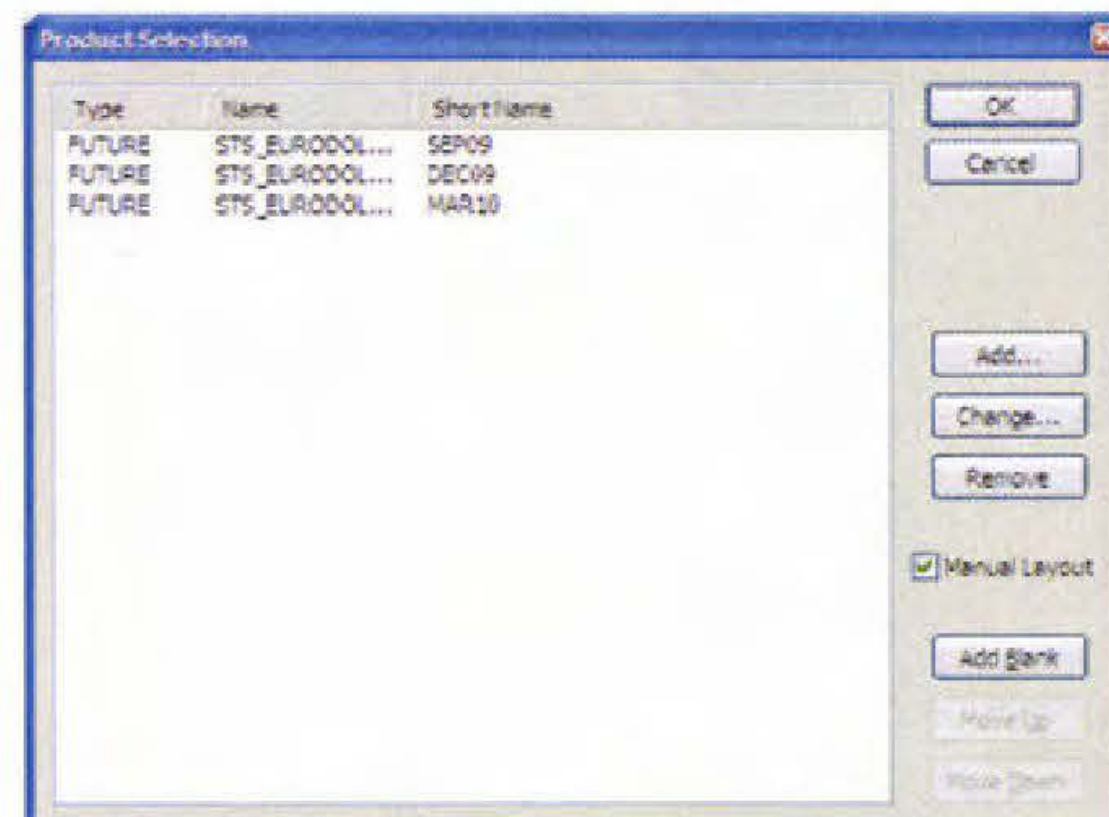 Product Selection
Type Name Short Name
FUTURE STS_EURODOL... SEP09
FUTURE STS_EURODOL... DEC09
FUTURE STS_EURODOL... MAR10
OK
Cancel
Add...
Change...
Remove
Manual Layout
Add Blank
Move Up
Move Down